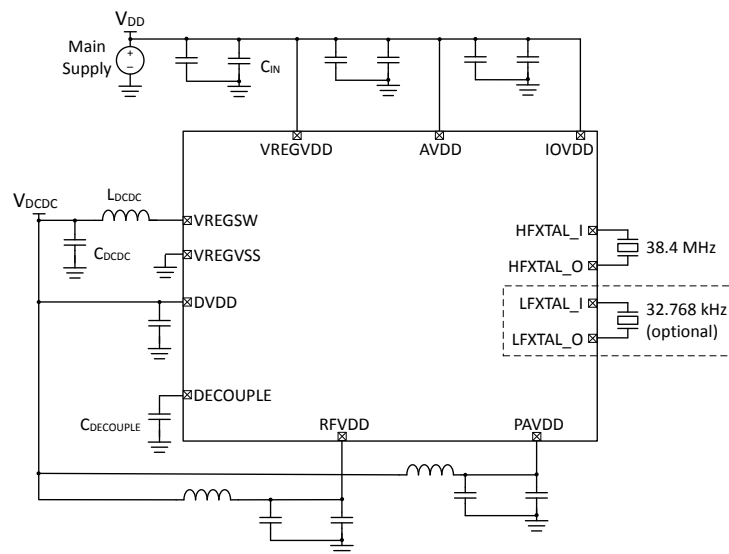 VDD
Main
Supply
+
−
CIN
VREGVDD
AVDD
IOVDD
VDCDC
LDCDC
VREGSW
CDCDC
VREGVSS
DVDD
DECOUPLE
CDECOUPLE
HFXTAL_I
HFXTAL_O
38.4 MHz
LFXTAL_I
LFXTAL_O
32.768 kHz
(optional)
RFVDD
PAVDD